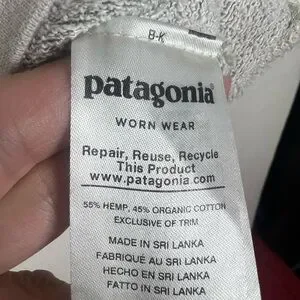 B-K
patagonia®
WORN WEAR
Repair, Reuse, Recycle
This Product
www.patagonia.com
55% HEMP, 45% ORGANIC COTTON
EXCLUSIVE OF TRIM
MADE IN SRI LANKA
FABRIQUÉ AU SRI LANKA
HECHO EN SRI LANKA
FATTO IN SRI LANKA